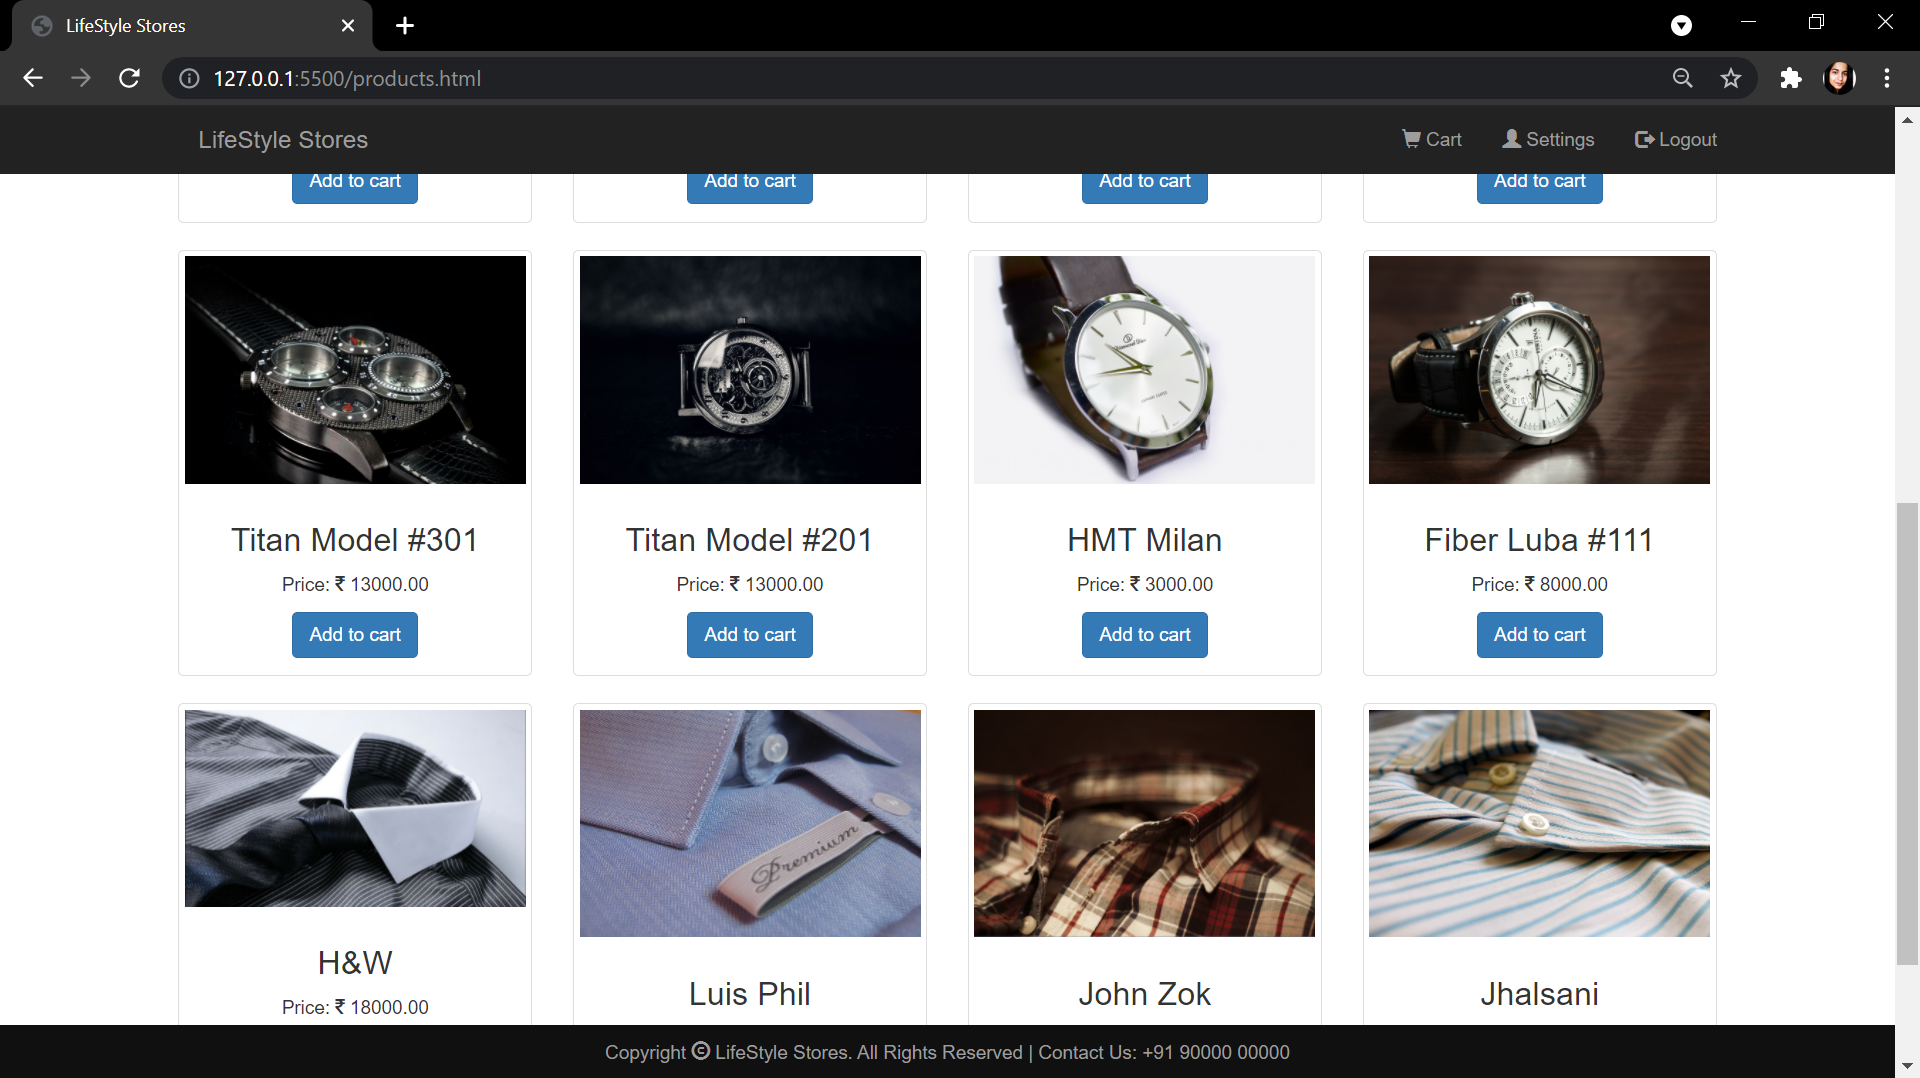 LifeStyle Stores
127.0.0.1:5500/products.html
LifeStyle Stores
Cart Settings Logout
Add to cart Add to cart Add to cart Add to cart
Titan Model #301 Titan Model #201 HMT Milan Fiber Luba #111
Price: ₹ 13000.00 Price: ₹ 13000.00 Price: ₹ 3000.00 Price: ₹ 8000.00
Add to cart Add to cart Add to cart Add to cart
Premium
H&W
Luis Phil John Zok Jhalsani
Price: ₹ 18000.00
Copyright © LifeStyle Stores. All Rights Reserved | Contact Us: +91 90000 00000